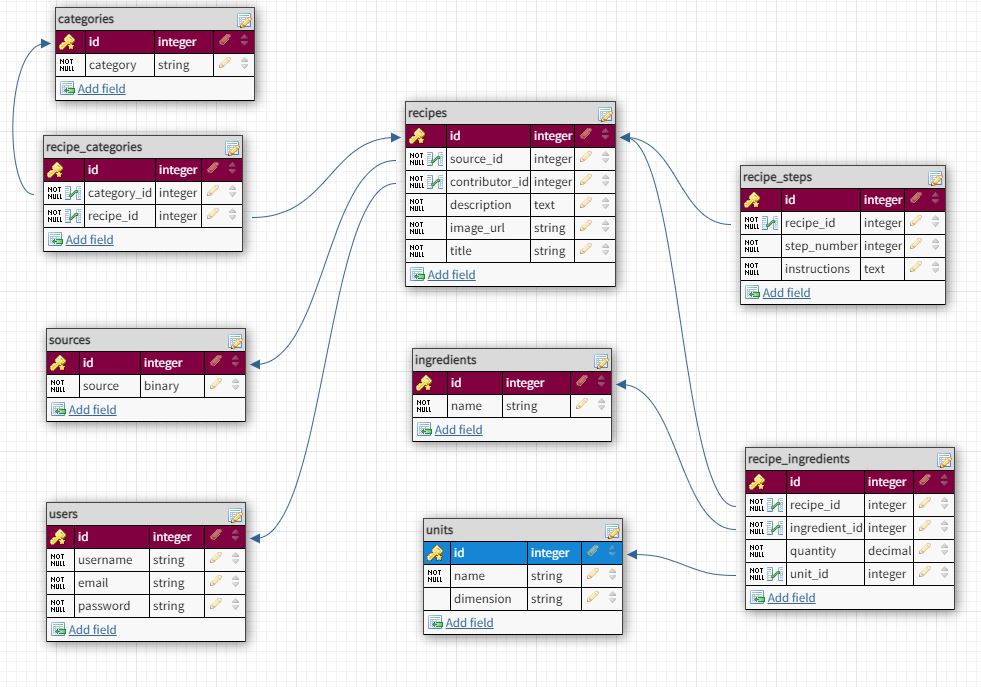 categories
id integer
NOT NULL category string
Add field
recipe_categories
id integer
NOT NULL category_id integer
NOT NULL recipe_id integer
Add field
sources
id integer
NOT NULL source binary
Add field
users
id integer
NOT NULL username string
NOT NULL email string
NOT NULL password string
Add field
recipes
id integer
NOT NULL source_id integer
NOT NULL contributor_id integer
NOT NULL description text
NOT NULL image_url string
NOT NULL title string
Add field
ingredients
id integer
NOT NULL name string
Add field
units
id integer
NOT NULL name string
dimension string
Add field
recipe_steps
id integer
NOT NULL recipe_id integer
NOT NULL step_number integer
NOT NULL instructions text
Add field
recipe_ingredients
id integer
NOT NULL recipe_id integer
NOT NULL ingredient_id integer
NOT NULL quantity decimal
NOT NULL unit_id integer
Add field